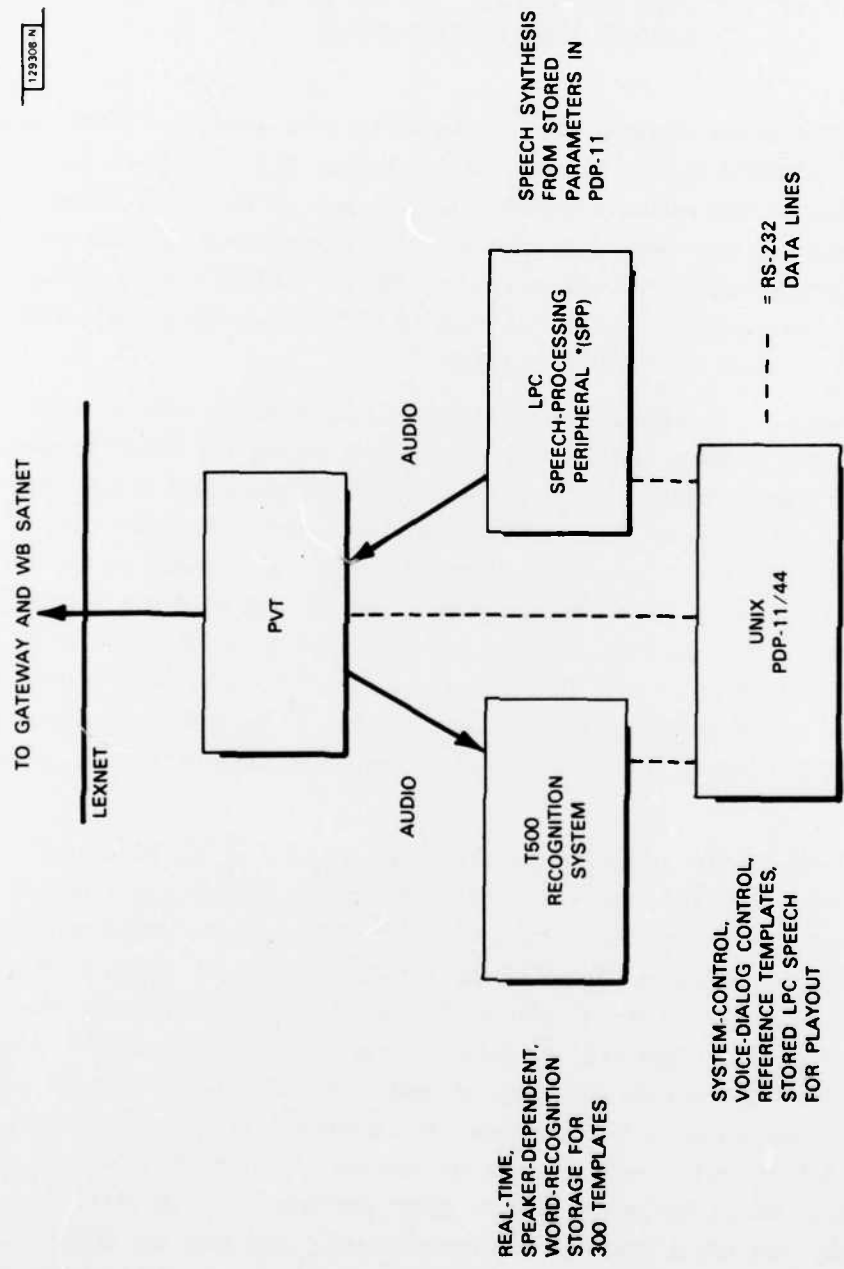 129308-N
TO GATEWAY AND WB SATNET
LEXNET
PVT
AUDIO
AUDIO
REAL-TIME,
SPEAKER-DEPENDENT,
WORD-RECOGNITION
STORAGE FOR
300 TEMPLATES
T500
RECOGNITION
SYSTEM
LPC
SPEECH-PROCESSING
PERIPHERAL *(SPP)
SPEECH SYNTHESIS
FROM STORED
PARAMETERS IN
PDP-11
SYSTEM-CONTROL,
VOICE-DIALOG CONTROL,
REFERENCE TEMPLATES,
STORED LPC SPEECH
FOR PLAYOUT
UNIX
PDP-11/44
= RS-232
DATA LINES